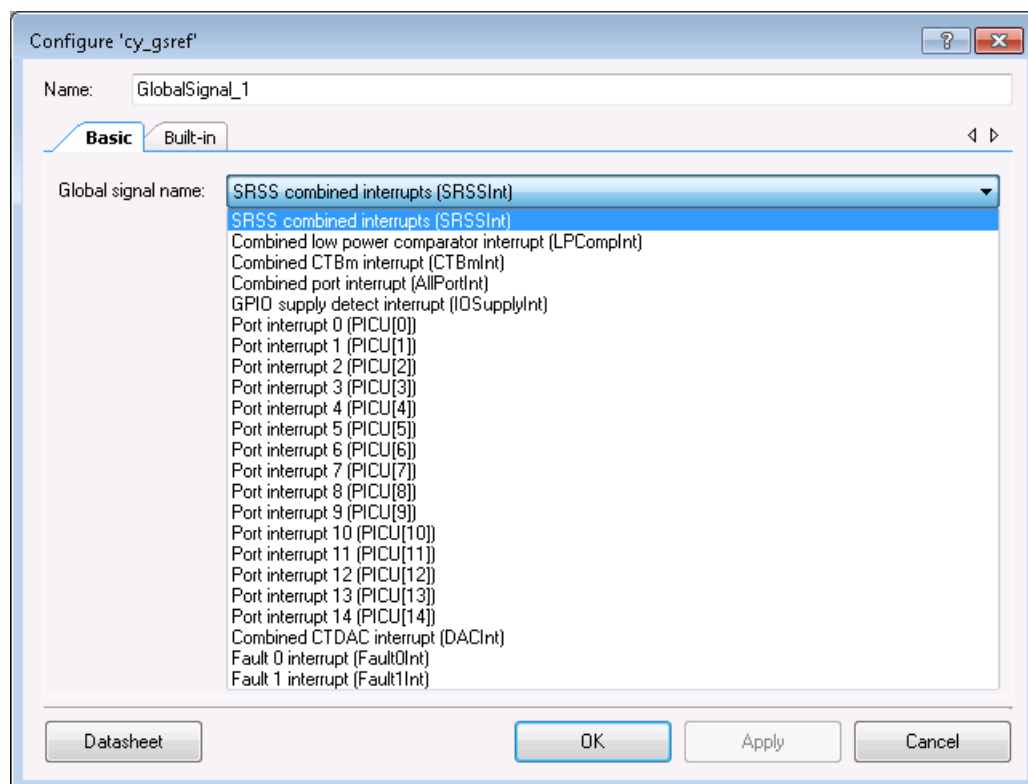 Configure 'cy_gsref'
Name: GlobalSignal_1
Basic Built-in
Global signal name: SRSS combined interrupts (SRSSInt)
SRSS combined interrupts (SRSSInt)
Combined low power comparator interrupt (LPCompInt)
Combined CTBm interrupt (CTBmInt)
Combined port interrupt (AllPortInt)
GPIO supply detect interrupt (IOSupplyInt)
Port interrupt 0 (PICU[0])
Port interrupt 1 (PICU[1])
Port interrupt 2 (PICU[2])
Port interrupt 3 (PICU[3])
Port interrupt 4 (PICU[4])
Port interrupt 5 (PICU[5])
Port interrupt 6 (PICU[6])
Port interrupt 7 (PICU[7])
Port interrupt 8 (PICU[8])
Port interrupt 9 (PICU[9])
Port interrupt 10 (PICU[10])
Port interrupt 11 (PICU[11])
Port interrupt 12 (PICU[12])
Port interrupt 13 (PICU[13])
Port interrupt 14 (PICU[14])
Combined CTDAC interrupt (DACInt)
Fault 0 interrupt (Fault0Int)
Fault 1 interrupt (Fault1Int)
Datasheet OK Apply Cancel